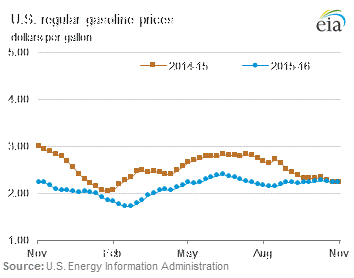 U.S. regular gasoline prices
dollars per gallon
eia
5.00
2014-15
2015-16
4.00
3.00
2.00
1.00
Nov
Feb
May
Aug
Nov
Source: U.S. Energy Information Administration